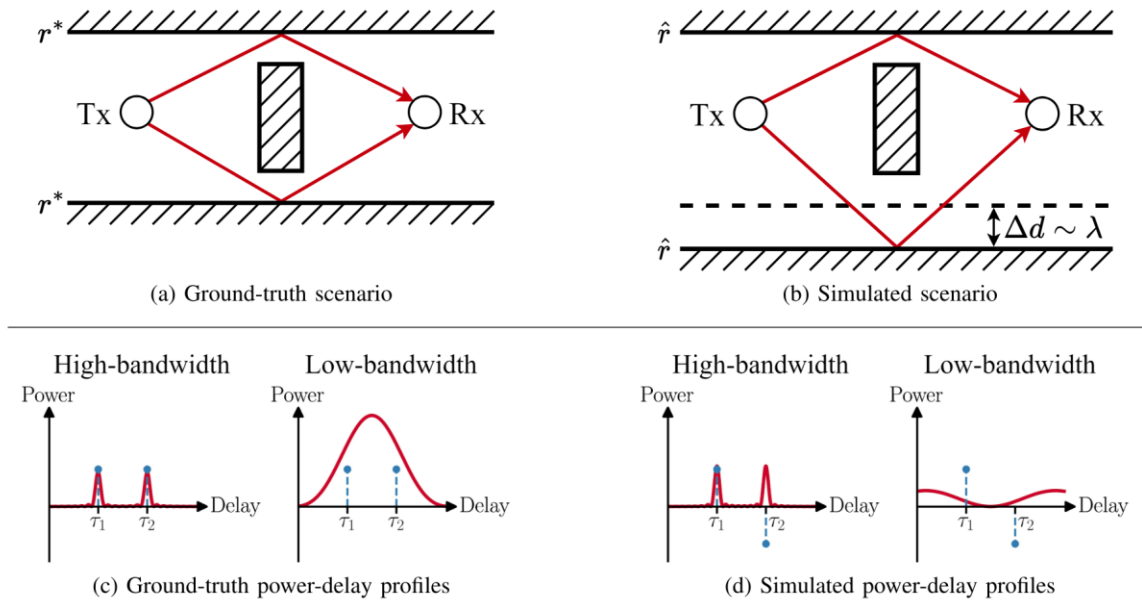 r*
Tx
Rx
r*
(a) Ground-truth scenario
r̂
Tx
Rx
Δd ∼ λ
r̂
(b) Simulated scenario
High-bandwidth
Power
Delay
τ₁
τ₂
Low-bandwidth
Power
Delay
τ₁
τ₂
(c) Ground-truth power-delay profiles
High-bandwidth
Power
Delay
τ₁
τ₂
Low-bandwidth
Power
Delay
τ₁
τ₂
(d) Simulated power-delay profiles